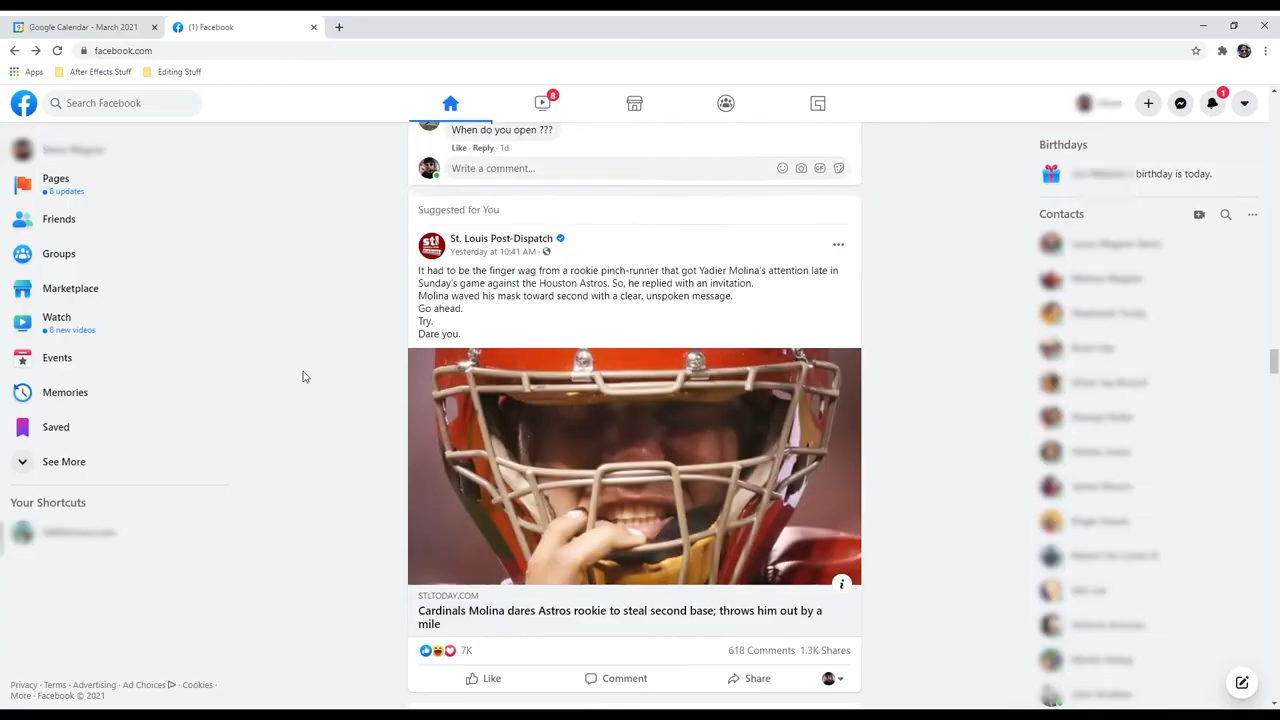 Google Calendar - March 2021
(1) Facebook
facebook.com
Apps
After Effects Stuff
Editing Stuff
Search Facebook
8
1
Pages
8 updates
Friends
Groups
Marketplace
Watch
8 new videos
Events
Memories
Saved
See More
Your Shortcuts
Privacy · Terms · Advertising · Ad Choices · Cookies ·
More · Facebook © 2021
When do you open ???
Like · Reply · 1d
Write a comment...
GIF
Suggested for You
stl
St. Louis Post-Dispatch
Yesterday at 10:41 AM ·
It had to be the finger wag from a rookie pinch-runner that got Yadier Molina's attention late in
Sunday's game against the Houston Astros. So, he replied with an invitation.
Molina waved his mask toward second with a clear, unspoken message.
Go ahead.
Try.
Dare you.
STLTODAY.COM
Cardinals Molina dares Astros rookie to steal second base; throws him out by a
mile
7K
618 Comments 1.3K Shares
Like
Comment
Share
Birthdays
birthday is today.
Contacts